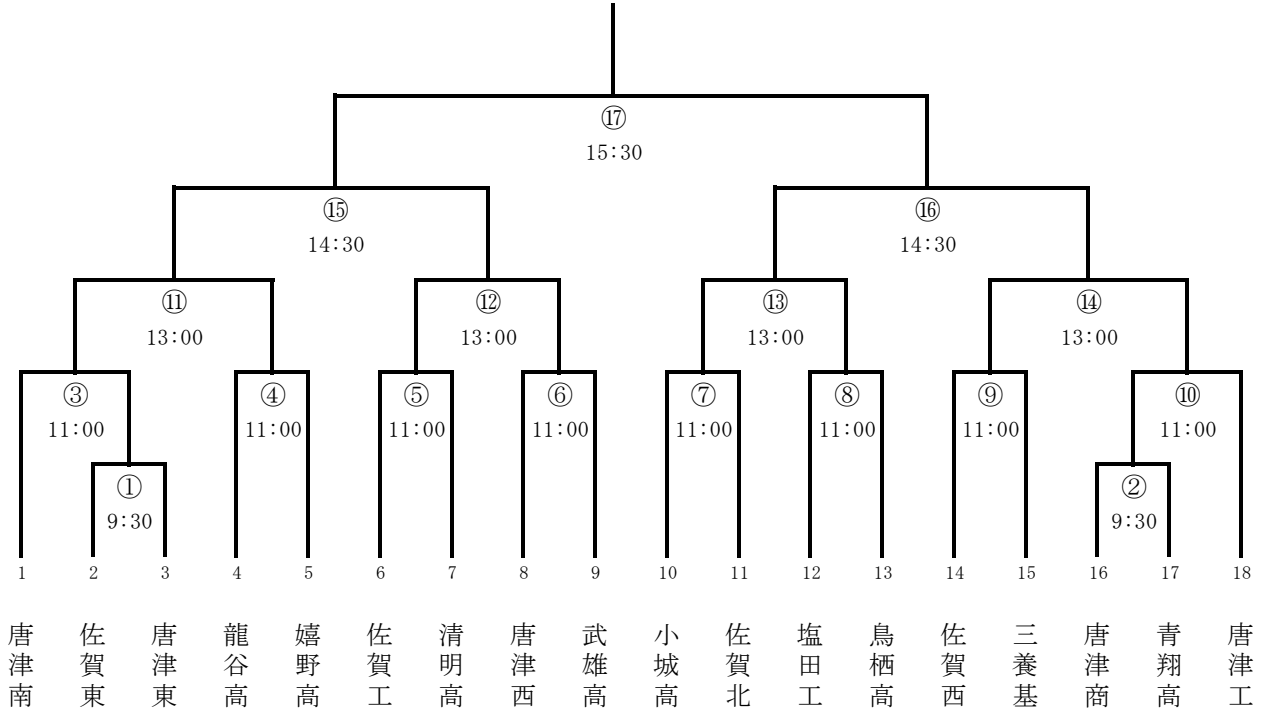 ⑰
15:30
⑮ ⑯
14:30 14:30
⑪ ⑫ ⑬ ⑭
13:00 13:00 13:00 13:00
③ ④ ⑤ ⑥ ⑦ ⑧ ⑨ ⑩
11:00 11:00 11:00 11:00 11:00 11:00 11:00 11:00
① ②
9:30 9:30
1 2 3 4 5 6 7 8 9 10 11 12 13 14 15 16 17 18
唐津南
佐賀東
唐津東
龍谷高
嬉野高
佐賀工
清明高
唐津西
武雄高
小城高
佐賀北
塩田工
鳥栖高
佐賀西
三養基
唐津商
青翔高
唐津工